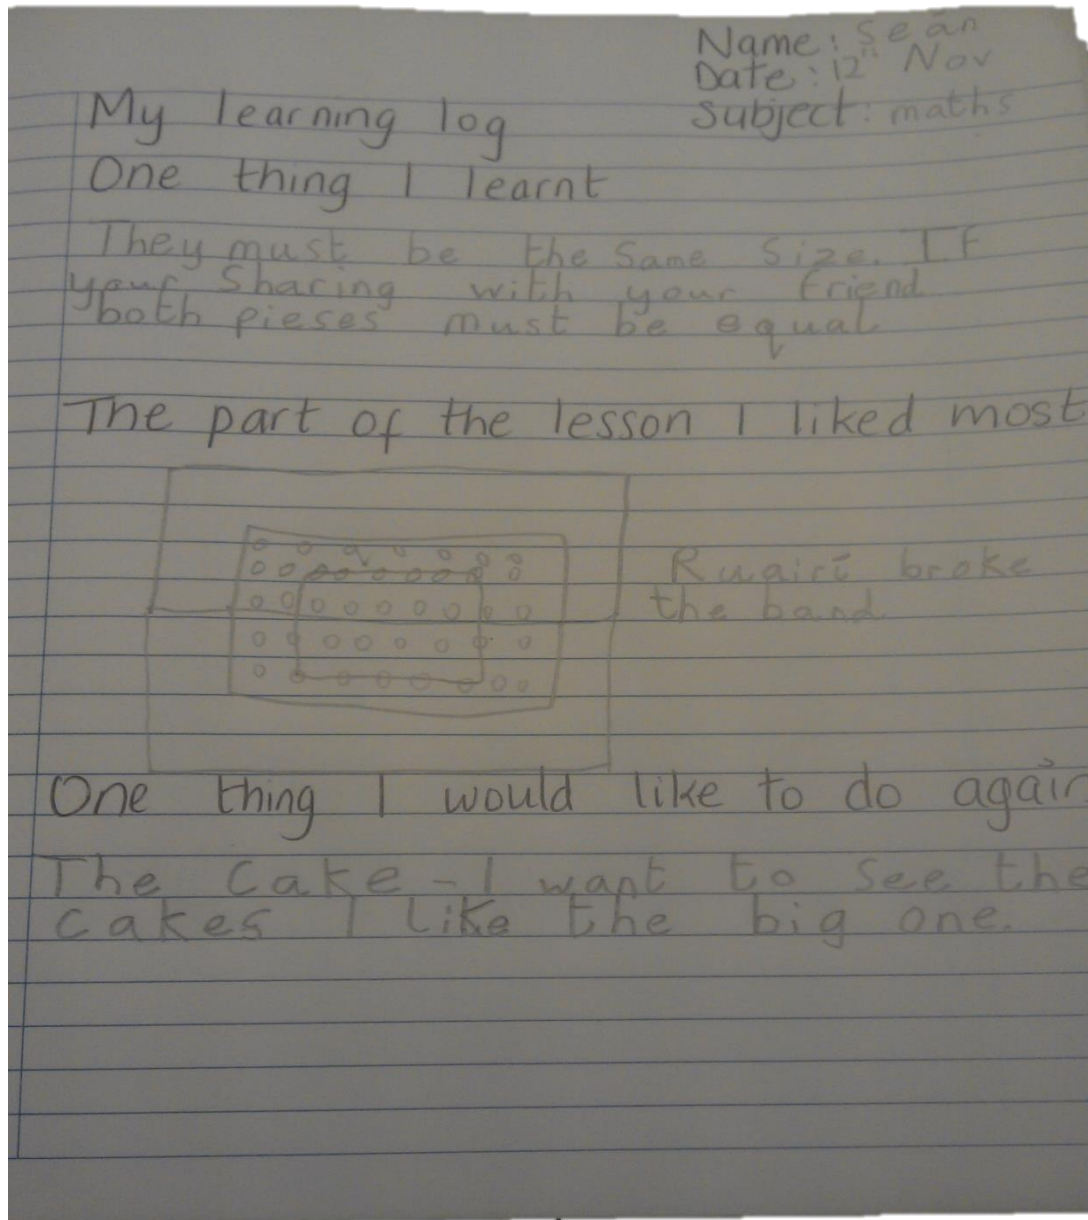 Name: Seán
Date: 12th Nov
Subject: maths
My learning log
One thing I learnt
They must be the same size. If
your Sharing with your friend
both pieses must be equal
The part of the lesson I liked most
Ruairí broke
the band
One thing I would like to do again
The Cake - I want to see the
cakes I like the big one.